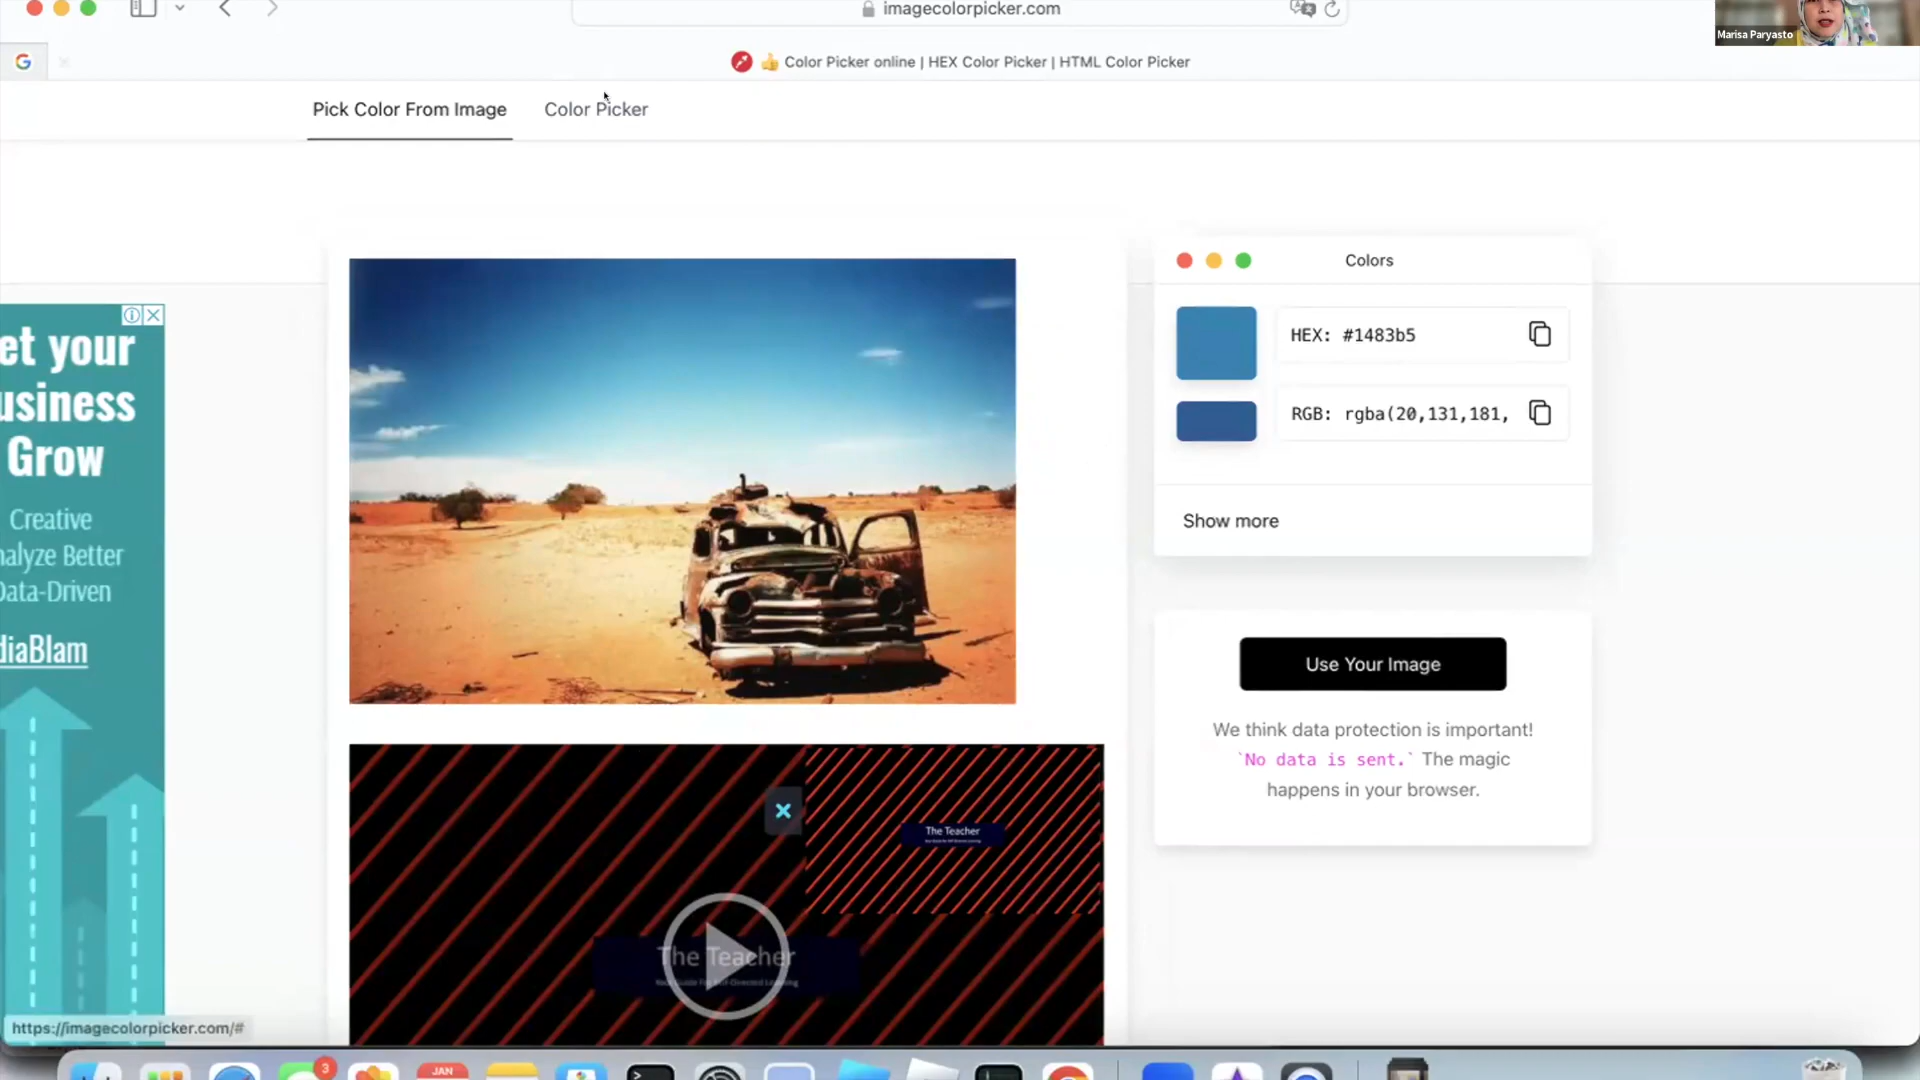 imagecolorpicker.com
Marisa Paryasto
👍 Color Picker online | HEX Color Picker | HTML Color Picker
Pick Color From Image
Color Picker
Colors
HEX: #1483b5
RGB: rgba(20,131,181,
Show more
Use Your Image
We think data protection is important!
`No data is sent.` The magic
happens in your browser.
et your
usiness
Grow
Creative
nalyze Better
Data-Driven
diaBlam
The Teacher
The Teacher
https://imagecolorpicker.com/#
3
JAN